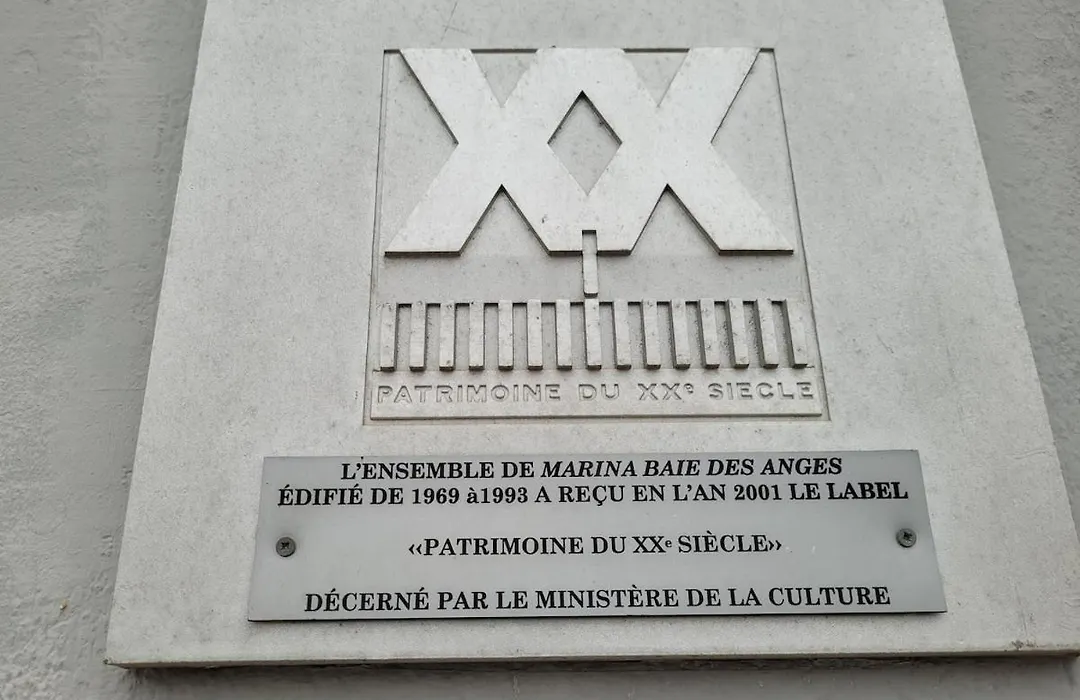 XX
PATRIMOINE DU XXe SIECLE
L'ENSEMBLE DE MARINA BAIE DES ANGES
ÉDIFIÉ DE 1969 à1993 A REÇU EN L'AN 2001 LE LABEL
‹‹PATRIMOINE DU XXe SIÈCLE››
DÉCERNÉ PAR LE MINISTÈRE DE LA CULTURE